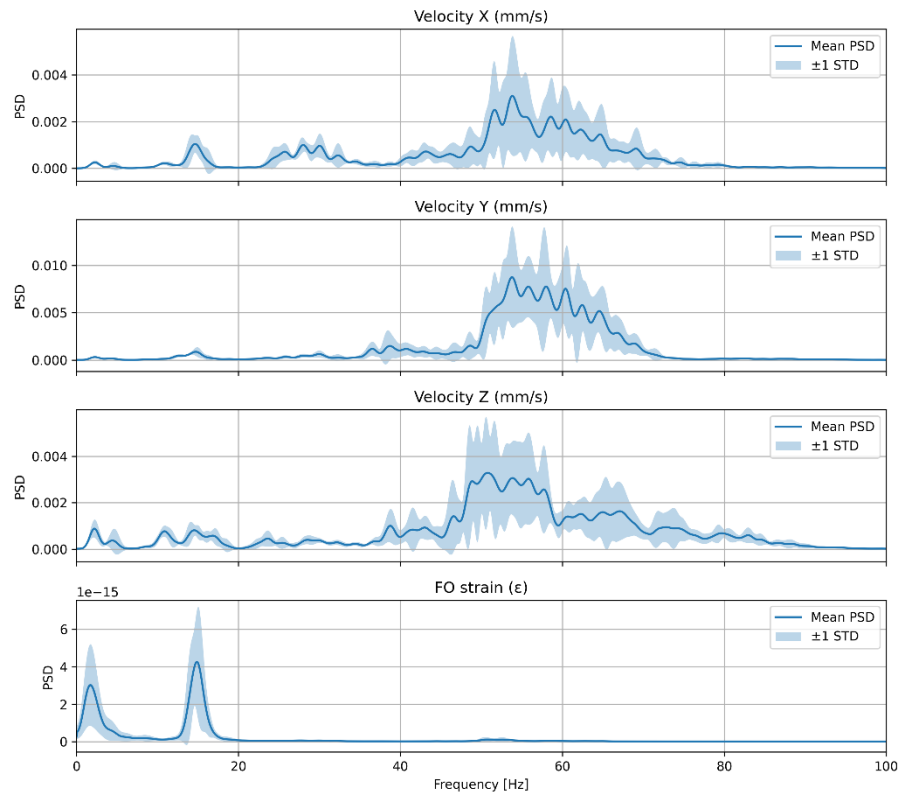 Velocity X (mm/s)
PSD
0.004
0.002
0.000
Mean PSD
±1 STD
Velocity Y (mm/s)
PSD
0.010
0.005
0.000
Mean PSD
±1 STD
Velocity Z (mm/s)
PSD
0.004
0.002
0.000
Mean PSD
±1 STD
FO strain (ε)
1e−15
PSD
6
4
2
0
Mean PSD
±1 STD
0 20 40 60 80 100
Frequency [Hz]